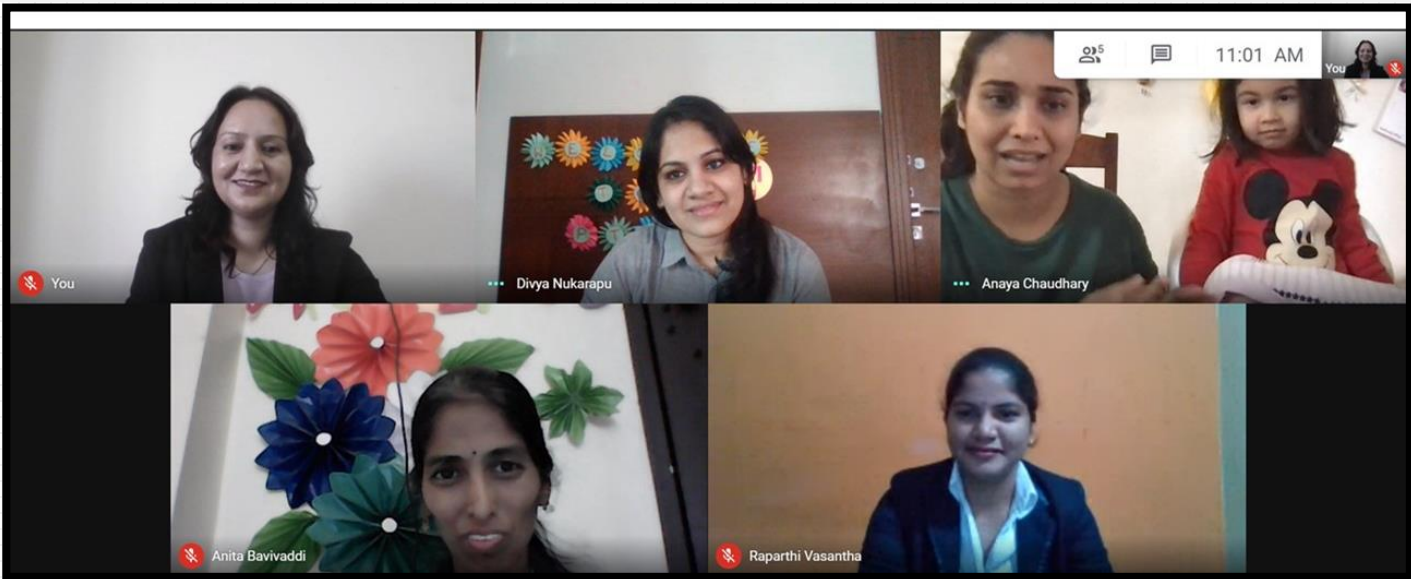 5
11:01 AM
You
You
Divya Nukarapu
Anaya Chaudhary
Anita Bavivaddi
Raparthi Vasantha